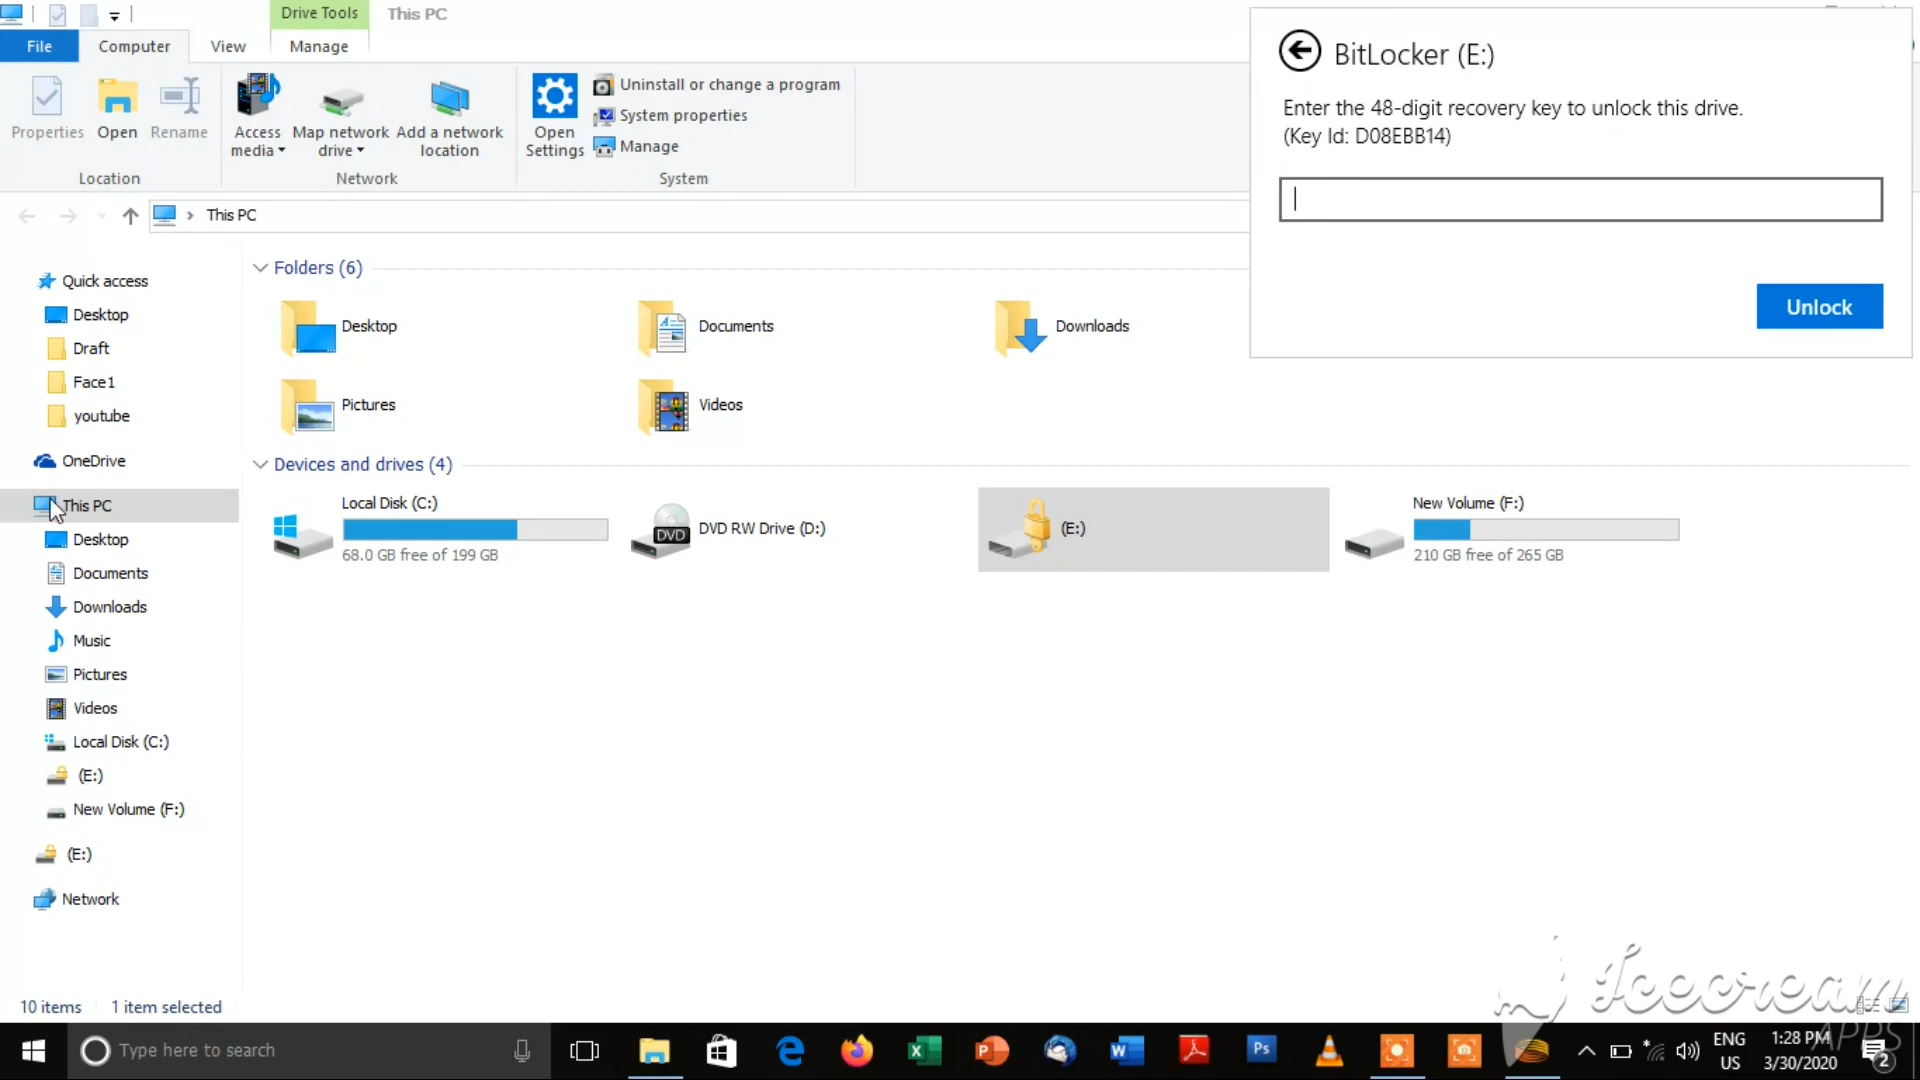 Drive Tools
This PC
File
Computer
View
Manage
Properties
Open
Rename
Access media
Map network drive
Add a network location
Open Settings
Uninstall or change a program
System properties
Manage
Location
Network
System
This PC
BitLocker (E:)
Enter the 48-digit recovery key to unlock this drive.
(Key Id: D08EBB14)
Unlock
Quick access
Desktop
Draft
Face1
youtube
OneDrive
This PC
Desktop
Documents
Downloads
Music
Pictures
Videos
Local Disk (C:)
(E:)
New Volume (F:)
(E:)
Network
Folders (6)
Desktop
Documents
Downloads
Pictures
Videos
Devices and drives (4)
Local Disk (C:)
68.0 GB free of 199 GB
DVD
DVD RW Drive (D:)
(E:)
New Volume (F:)
210 GB free of 265 GB
10 items
1 item selected
Icecream
APPS
Type here to search
Ps
ENG
US
1:28 PM
3/30/2020
2